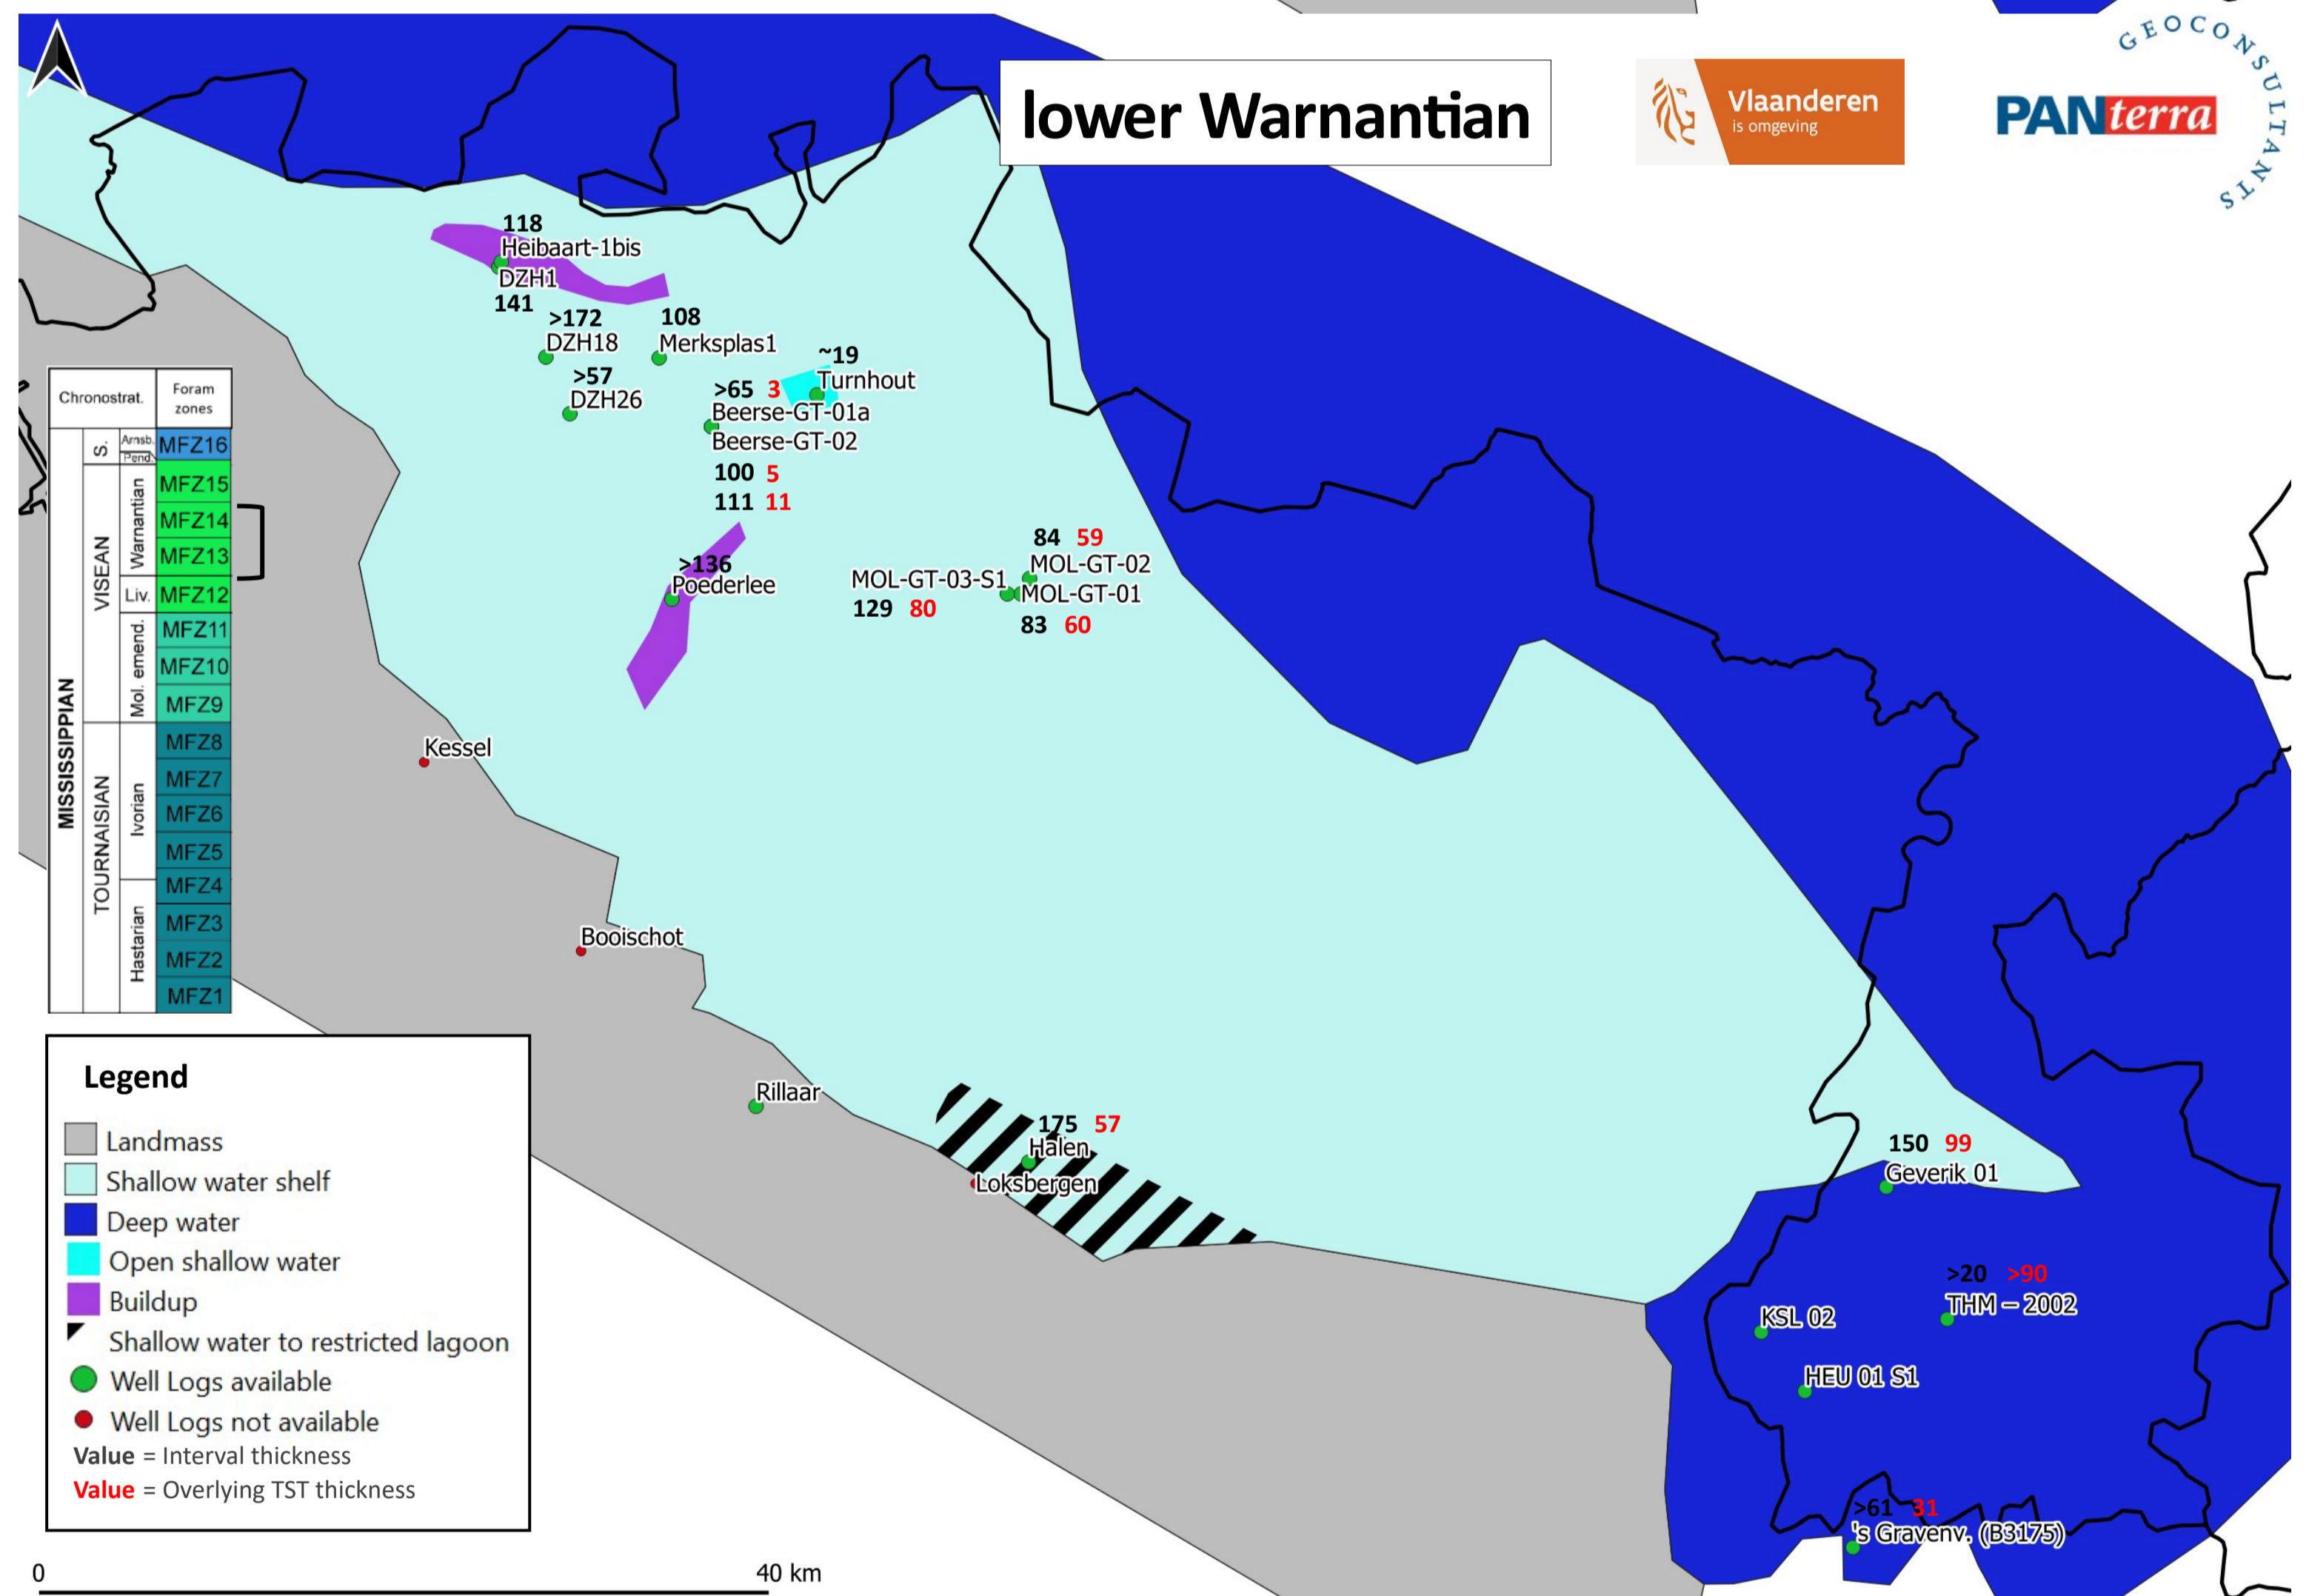 lower Warnantian
Vlaanderen
is omgeving
PANterra
GEOCONSULTANTS
118
Heibaart-1bis
DZH1
141
>172
DZH18
108
Merksplas1
>57
DZH26
~19
Turnhout
>65 3
Beerse-GT-01a
Beerse-GT-02
100 5
111 11
>136
Poederlee
84 59
MOL-GT-02
MOL-GT-03-S1
MOL-GT-01
129 80
83 60
Kessel
Booischot
Rillaar
175 57
Halen
Loksbergen
150 99
Geverik 01
>20 >90
THM – 2002
KSL 02
HEU 01 S1
>61 31
's Gravenv. (B3175)
Chronostrat.
Foram
zones
MISSISSIPPIAN
S.
VISEAN
TOURNAISIAN
Arnsb.
Pend.
Warnantian
Liv.
Mol. emend.
Ivorian
Hastarian
MFZ16
MFZ15
MFZ14
MFZ13
MFZ12
MFZ11
MFZ10
MFZ9
MFZ8
MFZ7
MFZ6
MFZ5
MFZ4
MFZ3
MFZ2
MFZ1
Legend
Landmass
Shallow water shelf
Deep water
Open shallow water
Buildup
Shallow water to restricted lagoon
Well Logs available
Well Logs not available
Value = Interval thickness
Value = Overlying TST thickness
0 40 km